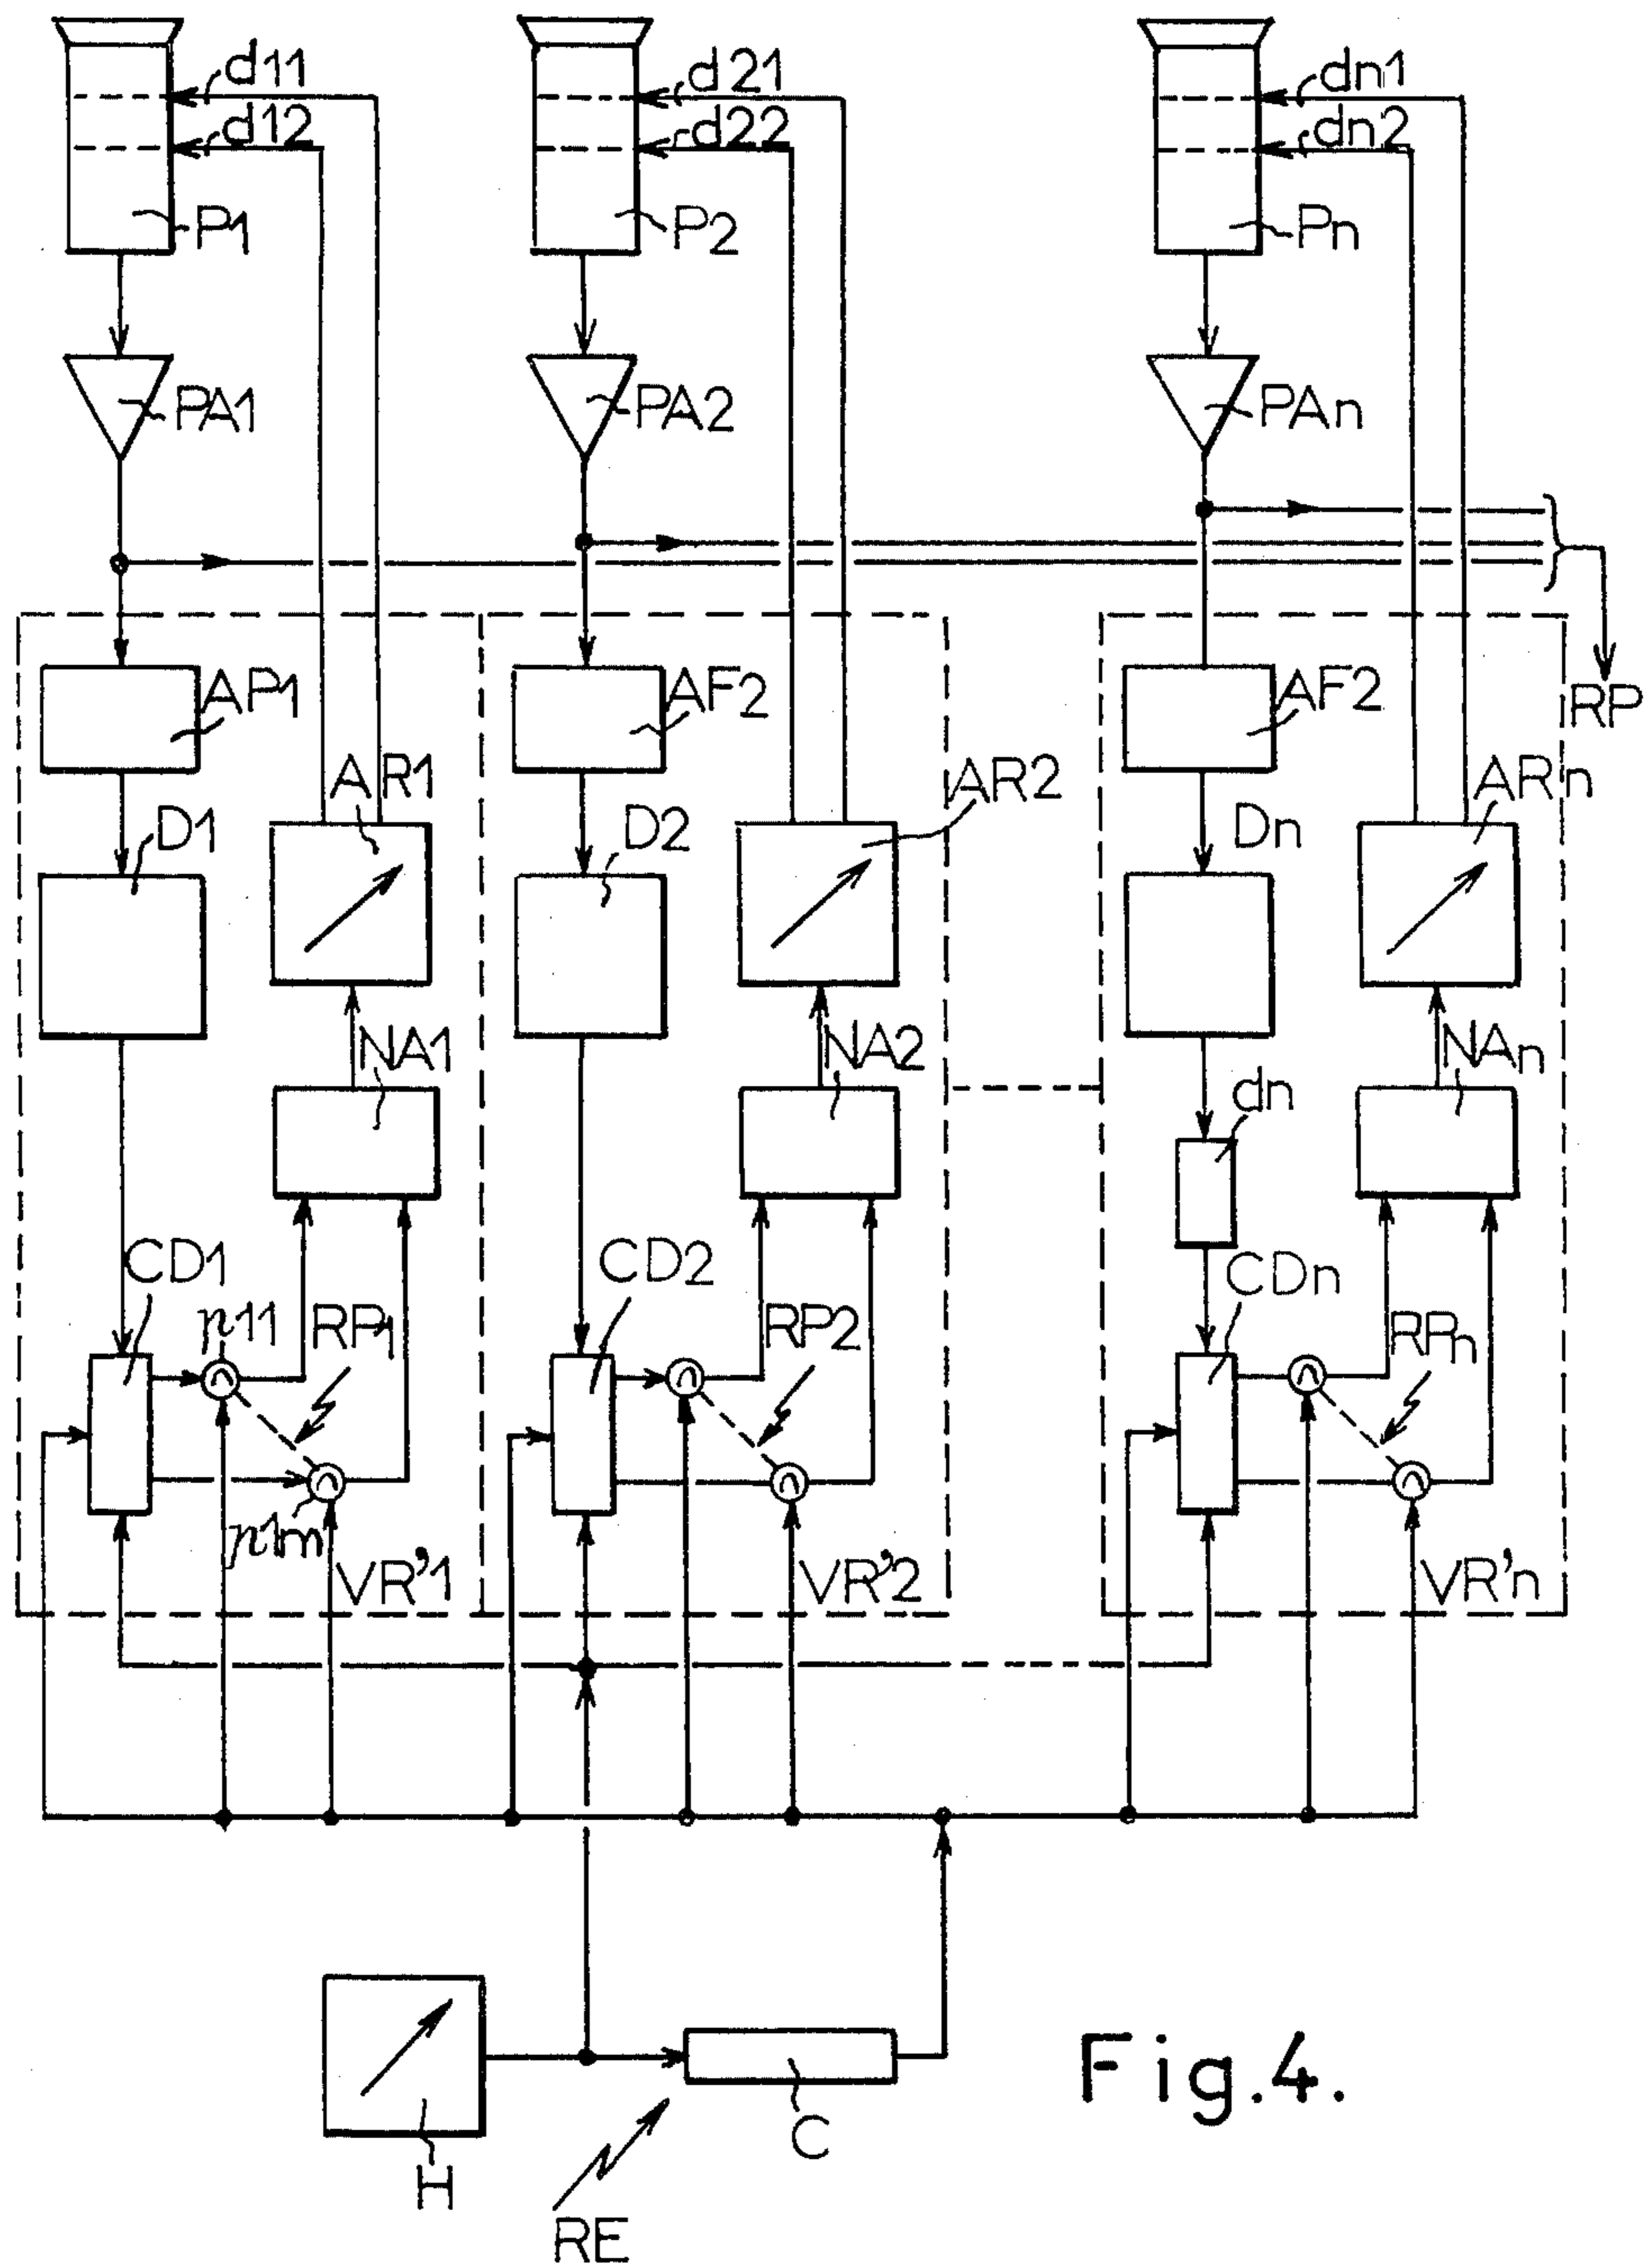 d11
d21
dn1
d12
d22
dn2
P1
P2
Pn
PA1
PA2
PAn
AP1
AF2
AF2
RP
AR1
AR2
ARn
D1
D2
Dn
NA1
NA2
NAn
dn
CD1
CD2
CDn
p11
RP1
RP2
RPn
p1m
VR'1
VR'2
VR'n
Fig.4.
C
H
RE